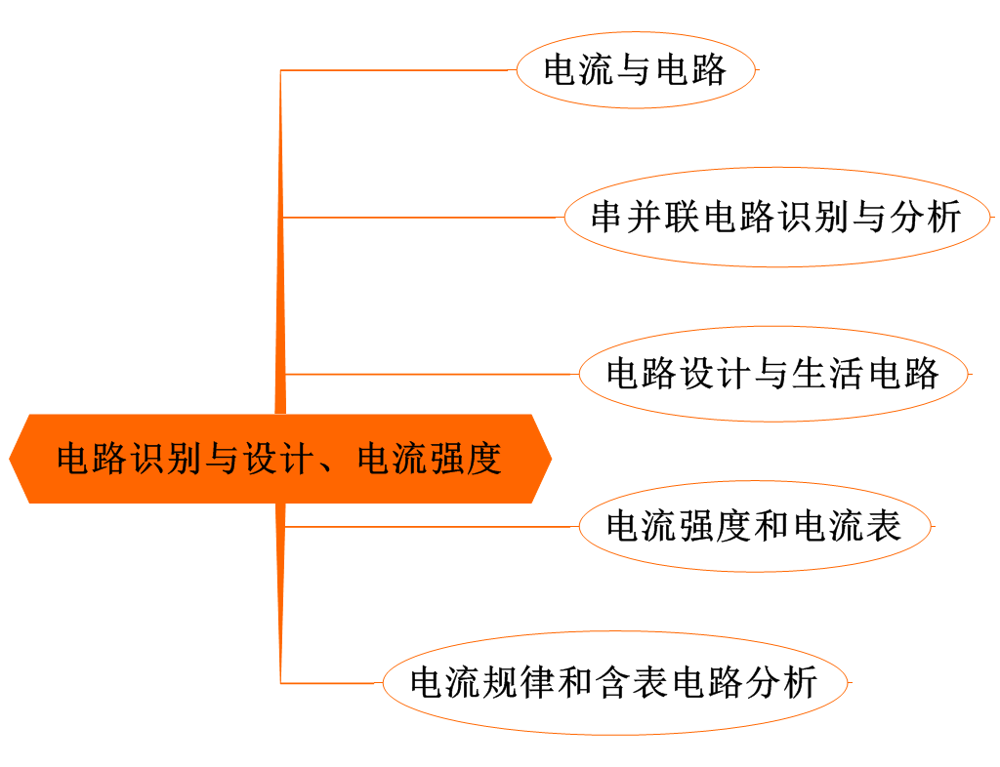 电流与电路
串并联电路识别与分析
电路设计与生活电路
电路识别与设计、电流强度
电流强度和电流表
电流规律和含表电路分析